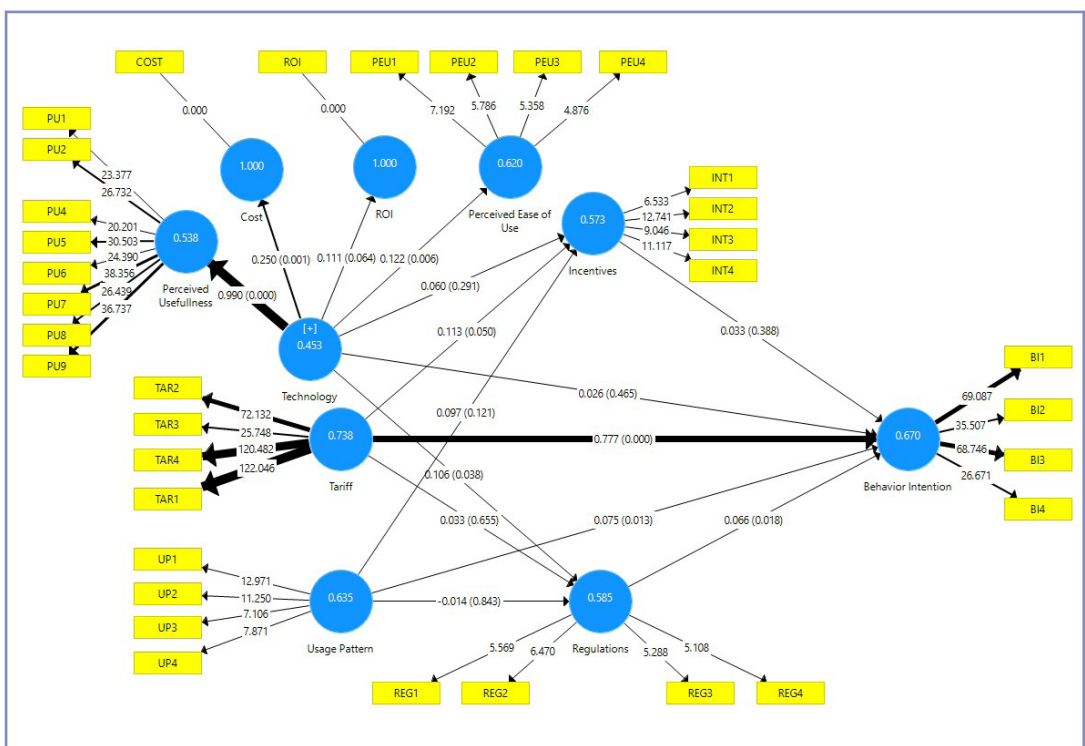 COST
ROI
PEU1
PEU2
PEU3
PEU4
0.000
0.000
7.192
5.786
5.358
4.876
PU1
PU2
PU4
PU5
PU6
PU7
PU8
PU9
23.377
26.732
20.201
30.503
24.390
38.356
26.439
36.737
0.538
Perceived
Usefullness
1.000
Cost
1.000
ROI
0.620
Perceived Ease of
Use
0.573
Incentives
INT1
INT2
INT3
INT4
6.533
12.741
9.046
11.117
0.990 (0.000)
0.250 (0.001)
0.111 (0.064)
0.122 (0.006)
0.060 (0.291)
0.113 (0.050)
0.033 (0.388)
[+]
0.453
Technology
0.026 (0.465)
0.097 (0.121)
0.106 (0.038)
TAR2
TAR3
TAR4
TAR1
72.132
25.748
120.482
122.046
0.738
Tariff
0.777 (0.000)
0.033 (0.655)
0.075 (0.013)
0.066 (0.018)
0.670
Behavior Intention
BI1
BI2
BI3
BI4
69.087
35.507
68.746
26.671
UP1
UP2
UP3
UP4
12.971
11.250
7.106
7.871
0.635
Usage Pattern
-0.014 (0.843)
0.585
Regulations
5.569
6.470
5.288
5.108
REG1
REG2
REG3
REG4